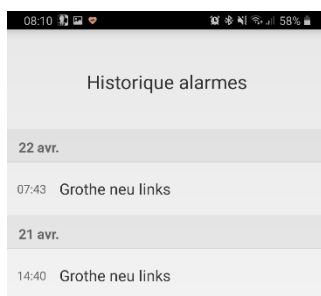 08:10 58%
Historique alarmes
22 avr.
07:43 Grothe neu links
21 avr.
14:40 Grothe neu links